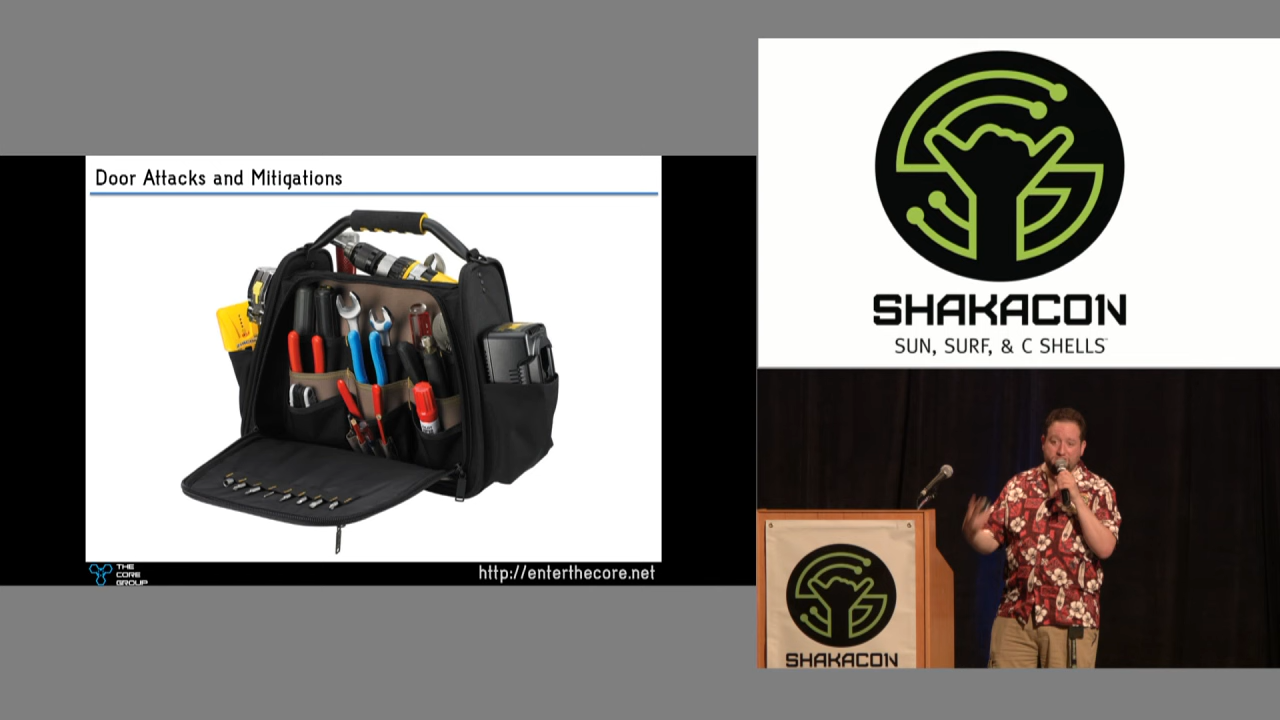 Door Attacks and Mitigations
THE
CORE
GROUP
http://enterthecore.net
SHAKACON
SUN, SURF, & C SHELLS
SHAKACON